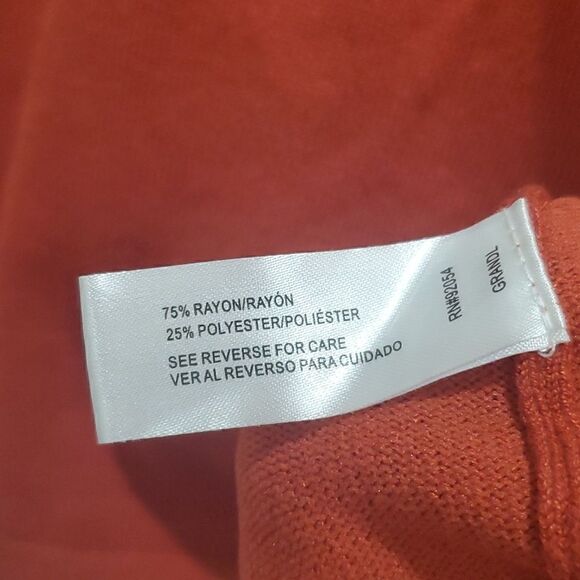 75% RAYON/RAYÓN
25% POLYESTER/POLIÉSTER
SEE REVERSE FOR CARE
VER AL REVERSO PARA CUIDADO
RN#92054
GRANDL